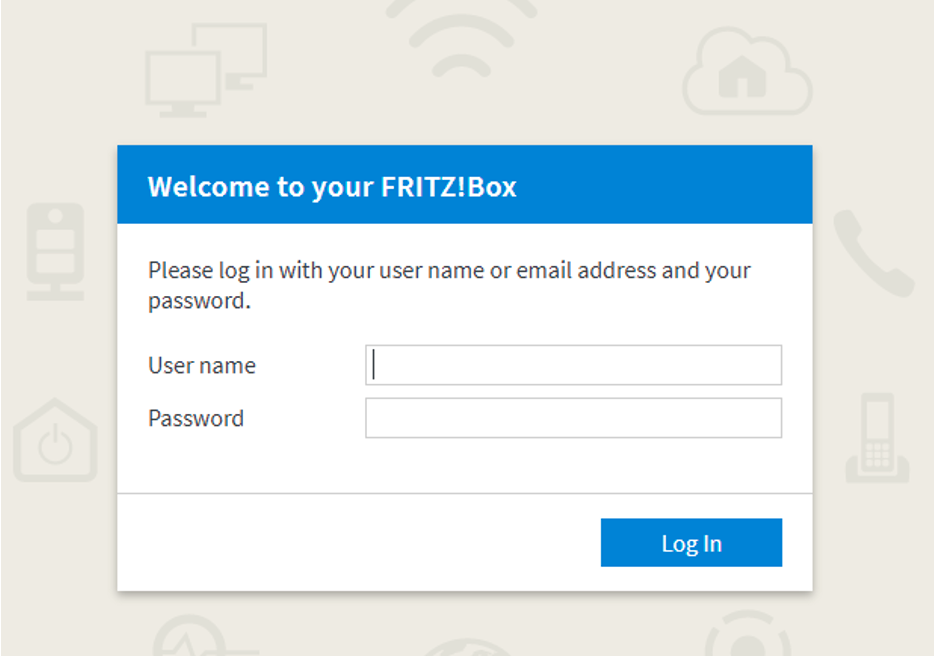 Welcome to your FRITZ!Box
Please log in with your user name or email address and your
password.
User name
Password
Log In